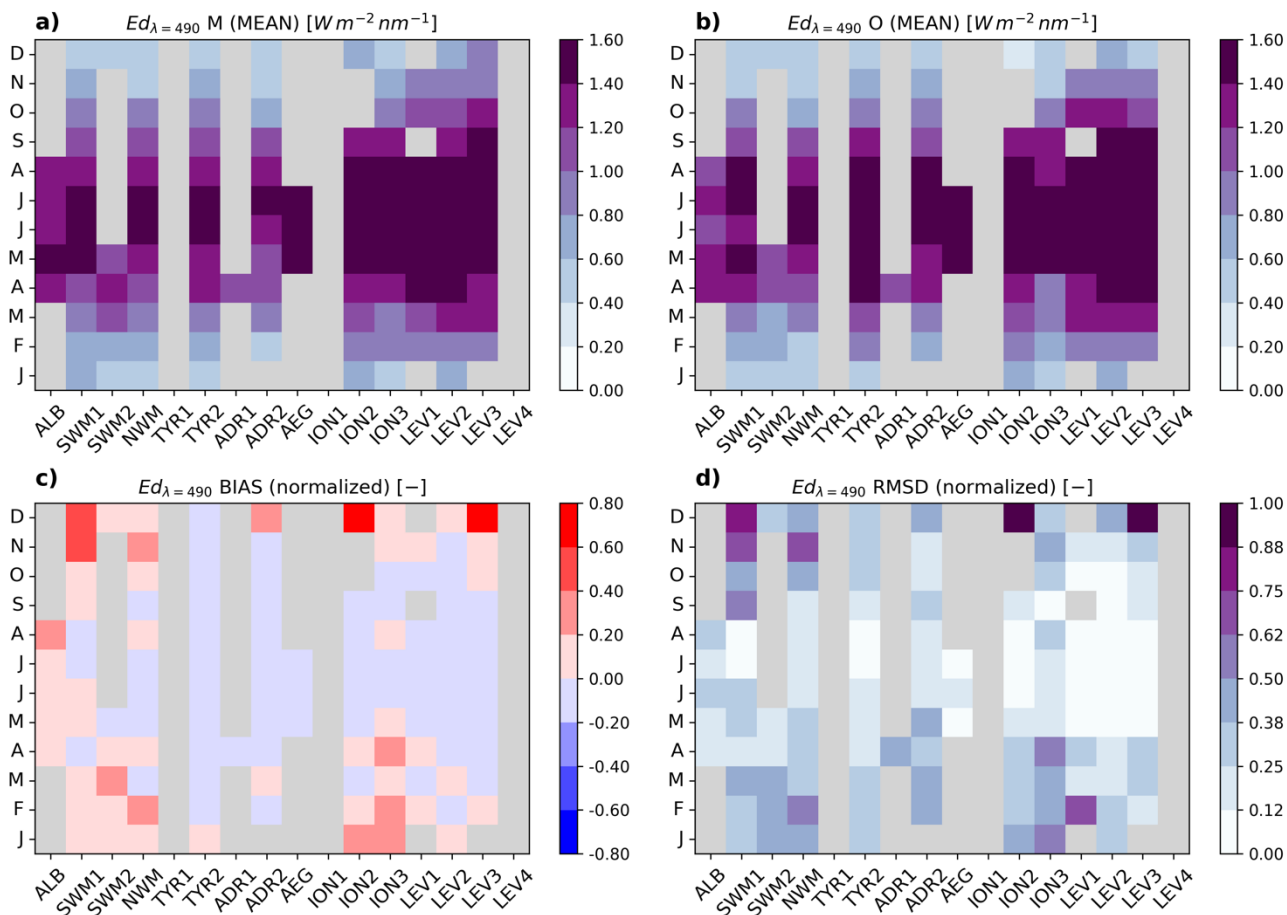 a) Ed λ=490 M (MEAN) [W m−2 nm−1]
D
N
O
S
A
J
J
M
A
M
F
J
ALB SWM1 SWM2 NWM TYR1 TYR2 ADR1 ADR2 AEG ION1 ION2 ION3 LEV1 LEV2 LEV3 LEV4
1.60
1.40
1.20
1.00
0.80
0.60
0.40
0.20
0.00
b) Ed λ=490 O (MEAN) [W m−2 nm−1]
D
N
O
S
A
J
J
M
A
M
F
J
ALB SWM1 SWM2 NWM TYR1 TYR2 ADR1 ADR2 AEG ION1 ION2 ION3 LEV1 LEV2 LEV3 LEV4
1.60
1.40
1.20
1.00
0.80
0.60
0.40
0.20
0.00
c) Ed λ=490 BIAS (normalized) [−]
D
N
O
S
A
J
J
M
A
M
F
J
ALB SWM1 SWM2 NWM TYR1 TYR2 ADR1 ADR2 AEG ION1 ION2 ION3 LEV1 LEV2 LEV3 LEV4
0.80
0.60
0.40
0.20
0.00
-0.20
-0.40
-0.60
-0.80
d) Ed λ=490 RMSD (normalized) [−]
D
N
O
S
A
J
J
M
A
M
F
J
ALB SWM1 SWM2 NWM TYR1 TYR2 ADR1 ADR2 AEG ION1 ION2 ION3 LEV1 LEV2 LEV3 LEV4
1.00
0.88
0.75
0.62
0.50
0.38
0.25
0.12
0.00